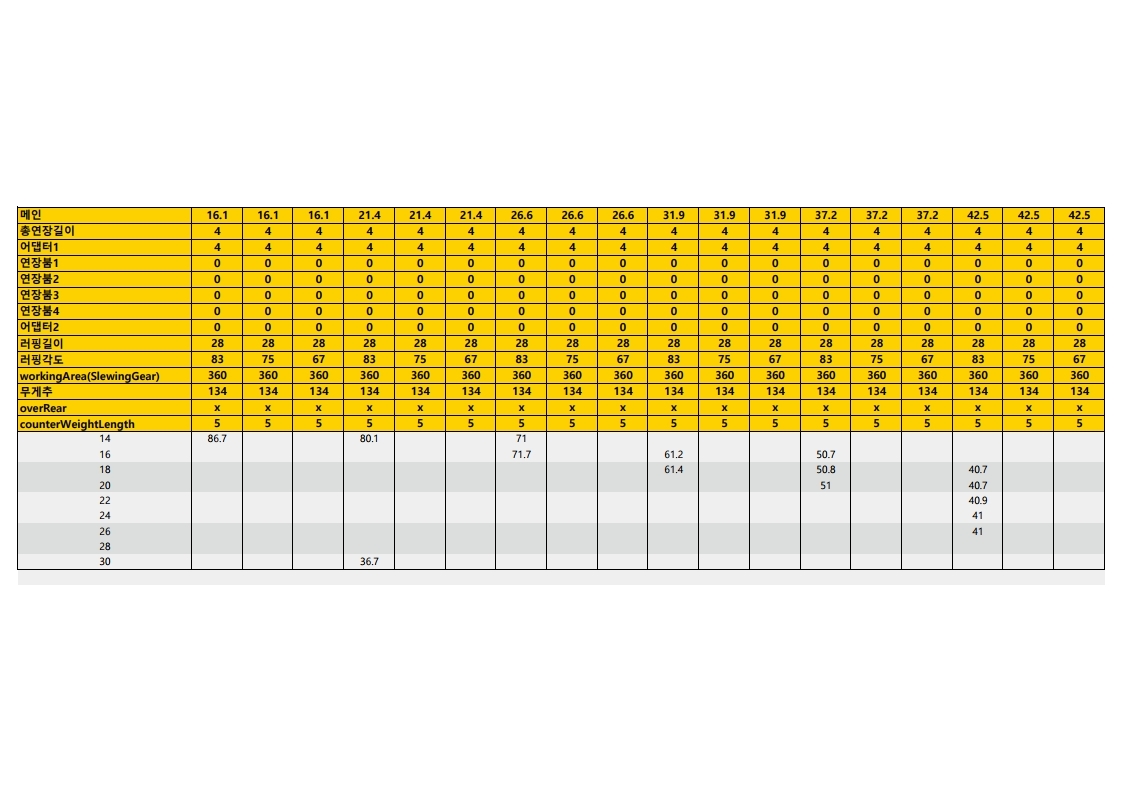 메인 16.1 16.1 16.1 21.4 21.4 21.4 26.6 26.6 26.6 31.9 31.9 31.9 37.2 37.2 37.2 42.5 42.5 42.5
총연장길이 4 4 4 4 4 4 4 4 4 4 4 4 4 4 4 4 4 4
어댑터1 4 4 4 4 4 4 4 4 4 4 4 4 4 4 4 4 4 4
연장붐1 0 0 0 0 0 0 0 0 0 0 0 0 0 0 0 0 0 0
연장붐2 0 0 0 0 0 0 0 0 0 0 0 0 0 0 0 0 0 0
연장붐3 0 0 0 0 0 0 0 0 0 0 0 0 0 0 0 0 0 0
연장붐4 0 0 0 0 0 0 0 0 0 0 0 0 0 0 0 0 0 0
어댑터2 0 0 0 0 0 0 0 0 0 0 0 0 0 0 0 0 0 0
러핑길이 28 28 28 28 28 28 28 28 28 28 28 28 28 28 28 28 28 28
러핑각도 83 75 67 83 75 67 83 75 67 83 75 67 83 75 67 83 75 67
workingArea(SlewingGear) 360 360 360 360 360 360 360 360 360 360 360 360 360 360 360 360 360 360
무게추 134 134 134 134 134 134 134 134 134 134 134 134 134 134 134 134 134 134
overRear x x x x x x x x x x x x x x x x x x
counterWeightLength 5 5 5 5 5 5 5 5 5 5 5 5 5 5 5 5 5 5
14 86.7 80.1 71
16 71.7 61.2 50.7
18 61.4 50.8 40.7
20 51 40.7
22 40.9
24 41
26 41
28
30 36.7